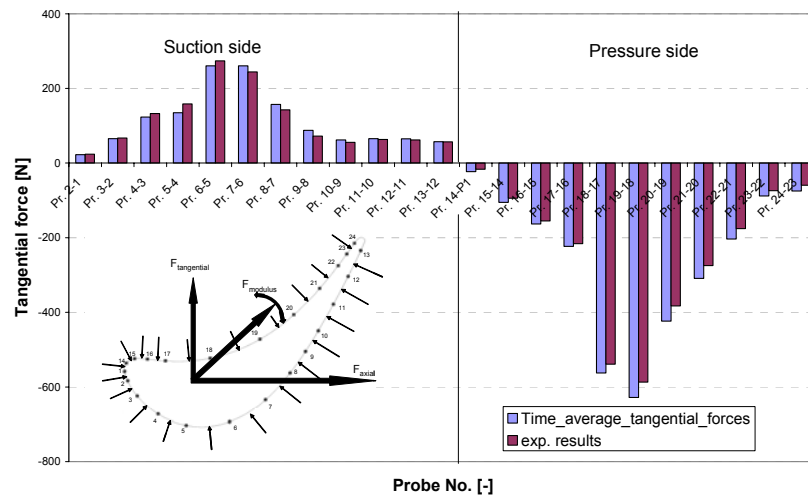 400
Suction side
Pressure side
200
0
-200
-400
-600
-800
Tangential force [N]
Pr. 2-1
Pr. 3-2
Pr. 4-3
Pr. 5-4
Pr. 6-5
Pr. 7-6
Pr. 8-7
Pr. 9-8
Pr. 10-9
Pr. 11-10
Pr. 12-11
Pr. 13-12
Pr. 14-P1
Pr. 15-14
Pr. 16-15
Pr. 17-16
Pr. 18-17
Pr. 19-18
Pr. 20-19
Pr. 21-20
Pr. 22-21
Pr. 23-22
Pr. 24-23
F tangential
F modulus
F axial
24
23
13
22
12
21
11
20
10
19
9
18
8
17
16
15
14
1
2
3
4
5
6
7
Time_average_tangential_forces
exp. results
Probe No. [-]